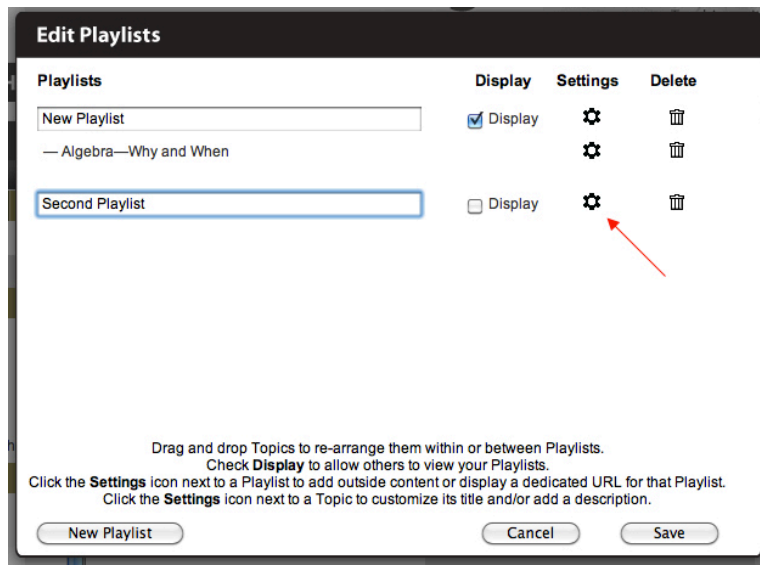 Edit Playlists
Playlists Display Settings Delete
New Playlist Display
— Algebra—Why and When
Second Playlist Display
Drag and drop Topics to re-arrange them within or between Playlists.
Check Display to allow others to view your Playlists.
Click the Settings icon next to a Playlist to add outside content or display a dedicated URL for that Playlist.
Click the Settings icon next to a Topic to customize its title and/or add a description.
New Playlist Cancel Save